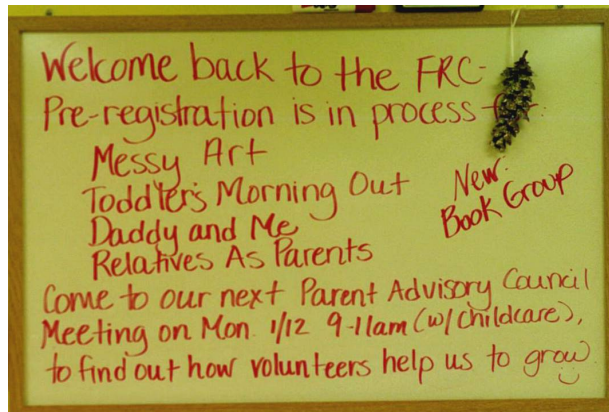 Welcome back to the FRC-
Pre-registration is in process for:
Messy Art
Toddler's Morning Out
Daddy and Me
Relatives As Parents
New:
Book Group
Come to our next Parent Advisory Council
Meeting on Mon. 1/12 9-11am (w/childcare),
to find out how volunteers help us to grow.